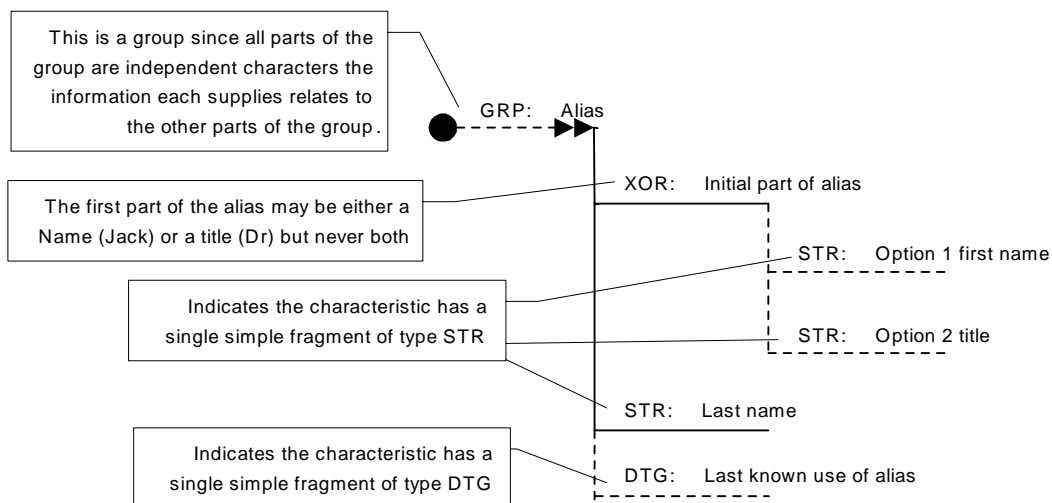 This is a group since all parts of the
group are independent characters the
information each supplies relates to
the other parts of the group.
GRP: Alias
XOR: Initial part of alias
The first part of the alias may be either a
Name (Jack) or a title (Dr) but never both
STR: Option 1 first name
Indicates the characteristic has a
single simple fragment of type STR
STR: Option 2 title
STR: Last name
Indicates the characteristic has a
single simple fragment of type DTG
DTG: Last known use of alias